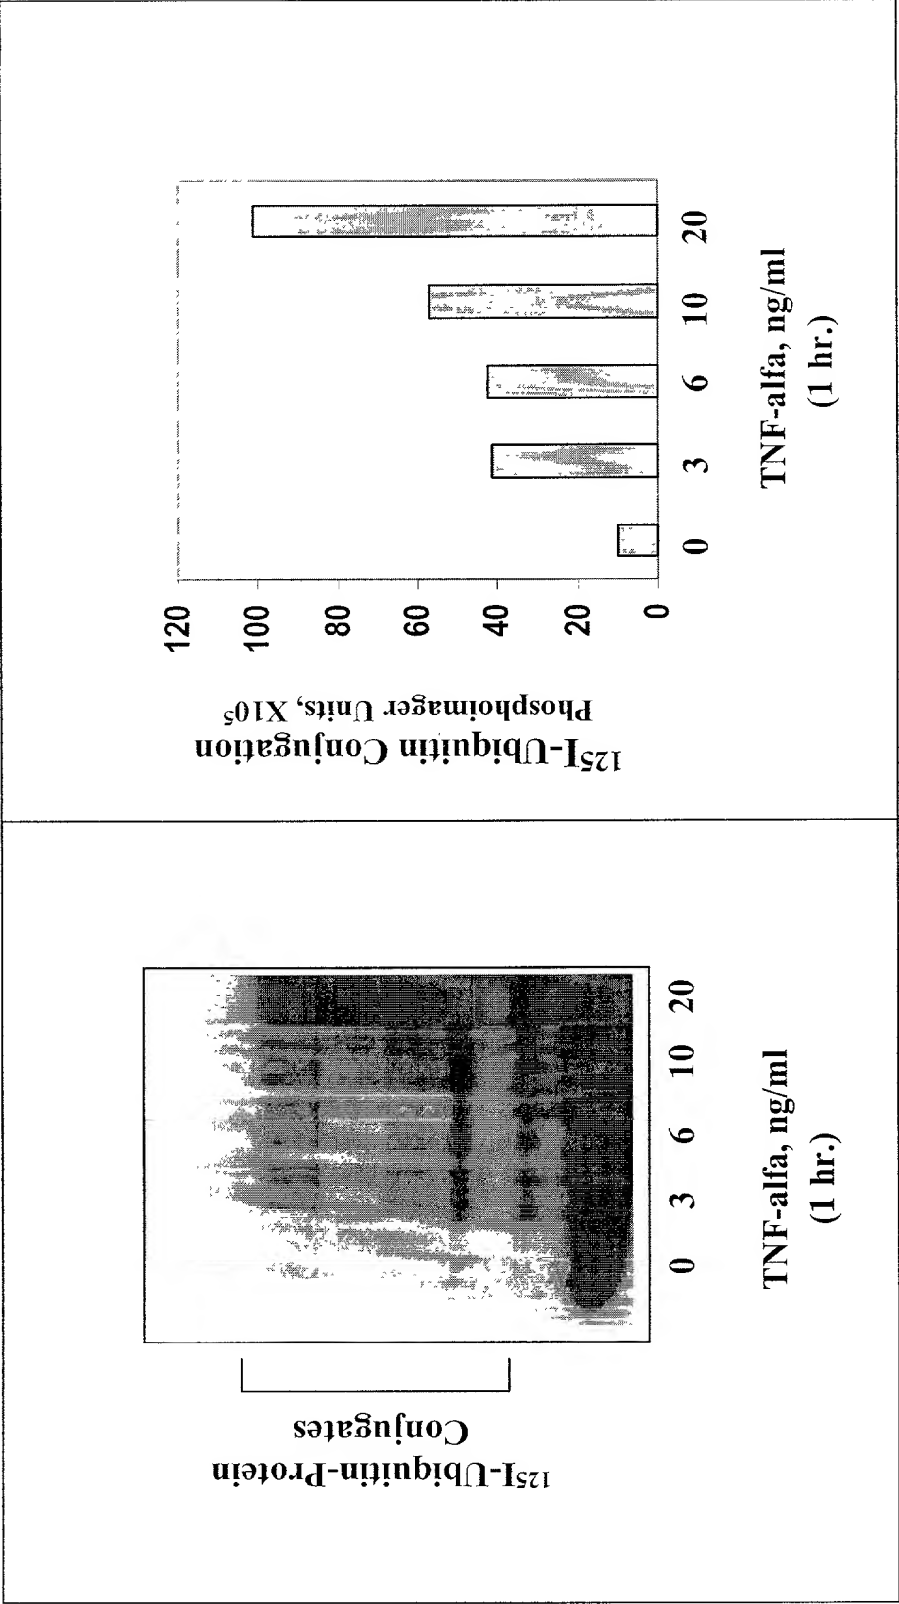 ¹²⁵I-Ubiquitin-Protein
Conjugates
0 3 6 10 20
TNF-alfa, ng/ml
(1 hr.)
¹²⁵I-Ubiquitin Conjugation
Phosphoimager Units, X10⁵
120
100
80
60
40
20
0
0 3 6 10 20
TNF-alfa, ng/ml
(1 hr.)